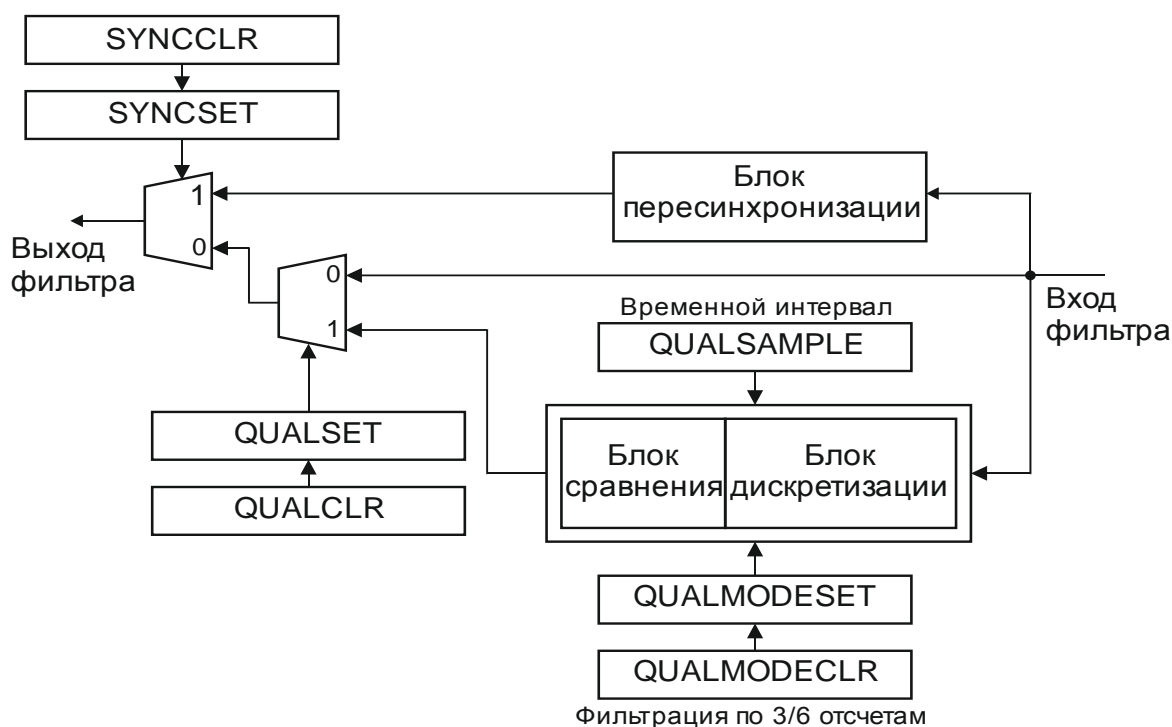 SYNCCLR
SYNCSET
1
0
Выход
фильтра
Блок
пересинхронизации
0
1
Вход
фильтра
Временной интервал
QUALSAMPLE
QUALSET
QUALCLR
Блок
сравнения
Блок
дискретизации
QUALMODESET
QUALMODECLR
Фильтрация по 3/6 отсчетам